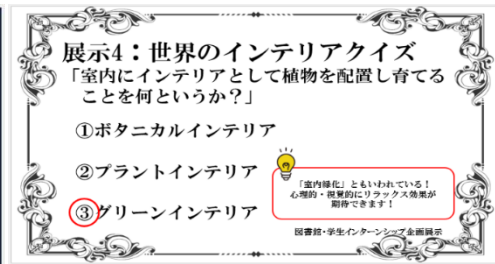 展示4：世界のインテリアクイズ
「室内にインテリアとして植物を配置し育てる
ことを何というか？」
①ボタニカルインテリア
②プラントインテリア
③グリーンインテリア
「室内緑化」ともいわれている！
心理的・視覚的にリラックス効果が
期待できます！
図書館・学生インターンシップ企画展示